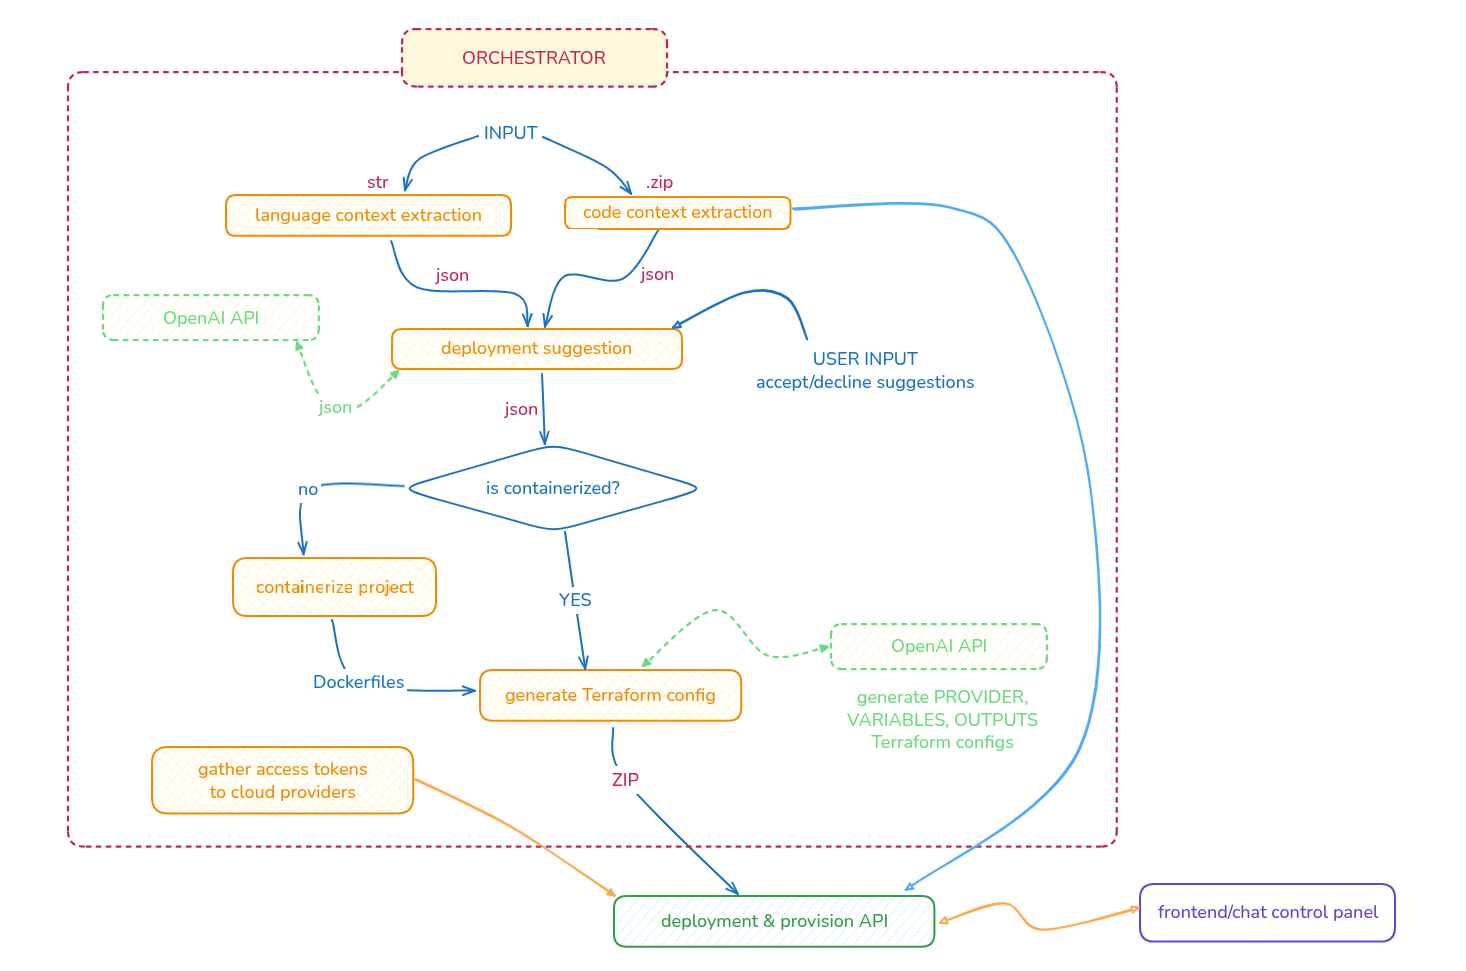 ORCHESTRATOR
INPUT
str
.zip
language context extraction
code context extraction
json
json
OpenAI API
deployment suggestion
USER INPUT
accept/decline suggestions
json
json
is containerized?
no
containerize project
YES
OpenAI API
Dockerfiles
generate Terraform config
generate PROVIDER,
VARIABLES, OUTPUTS
Terraform configs
gather access tokens
to cloud providers
ZIP
deployment & provision API
frontend/chat control panel